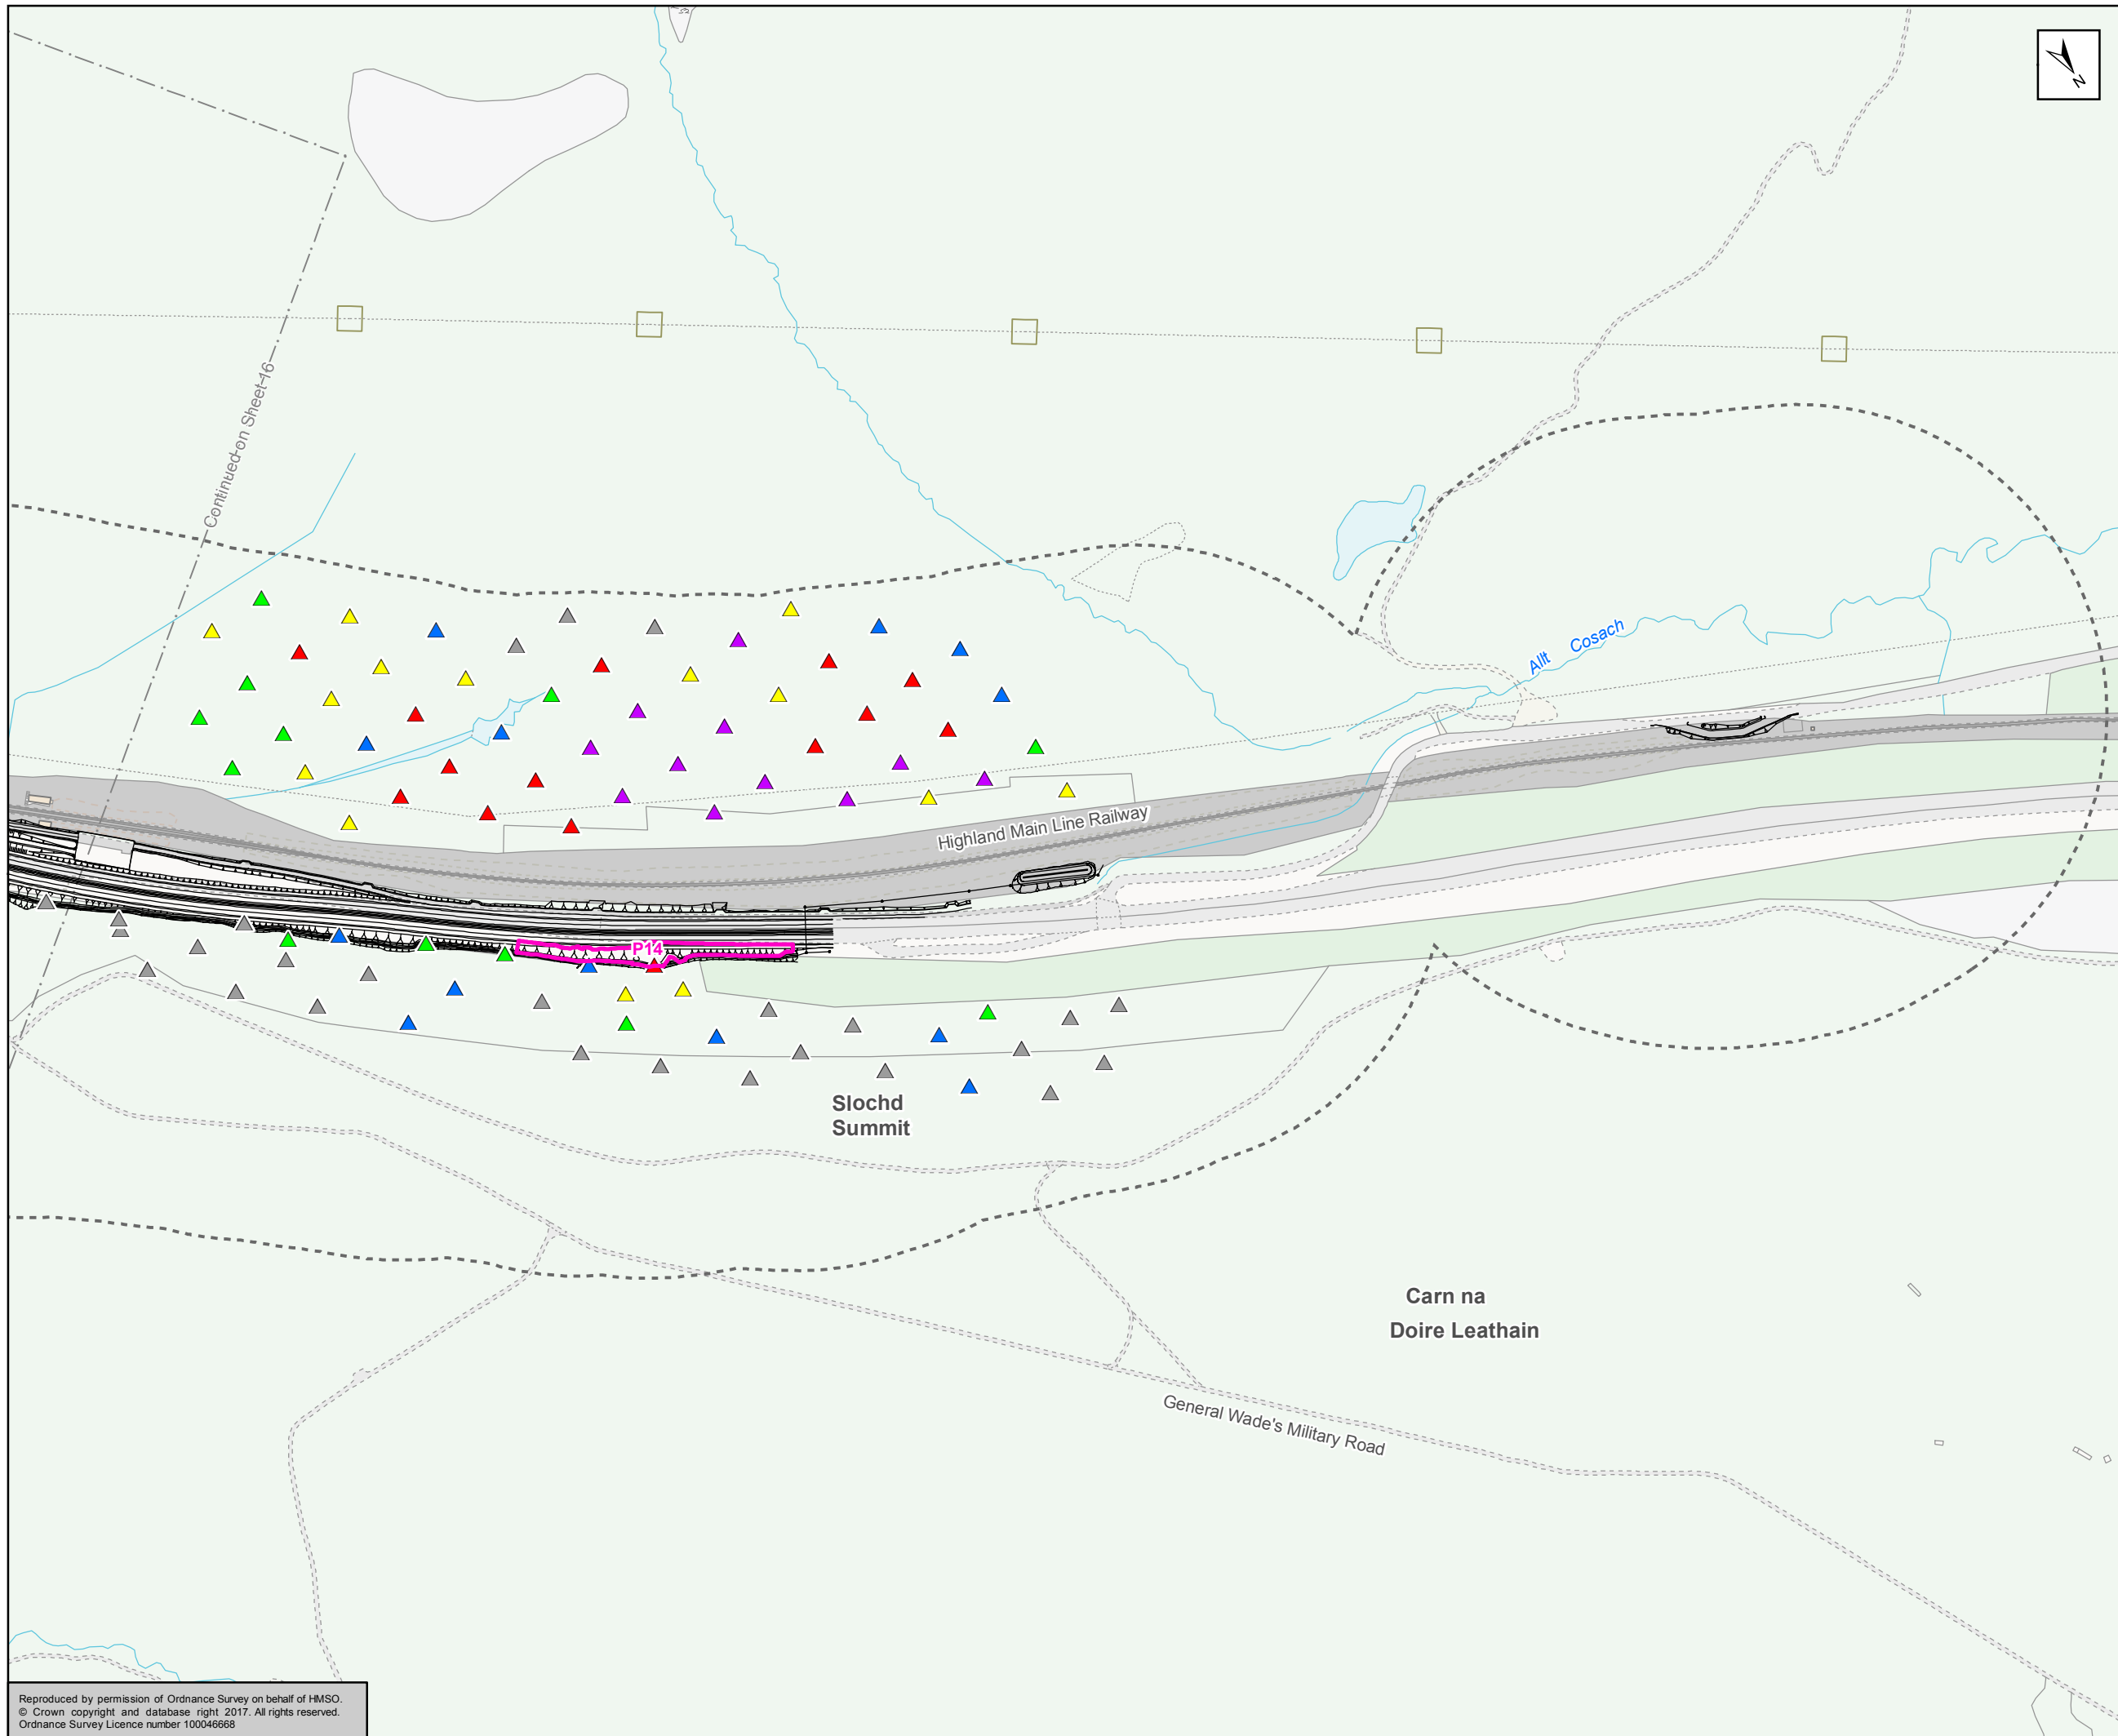 N
Continued on Sheet 16
Allt Cosach
Highland Main Line Railway
P14
Slochd
Summit
Carn na
Doire Leathain
General Wade's Military Road
Reproduced by permission of Ordnance Survey on behalf of HMSO.
© Crown copyright and database right 2017. All rights reserved.
Ordnance Survey Licence number 100046668